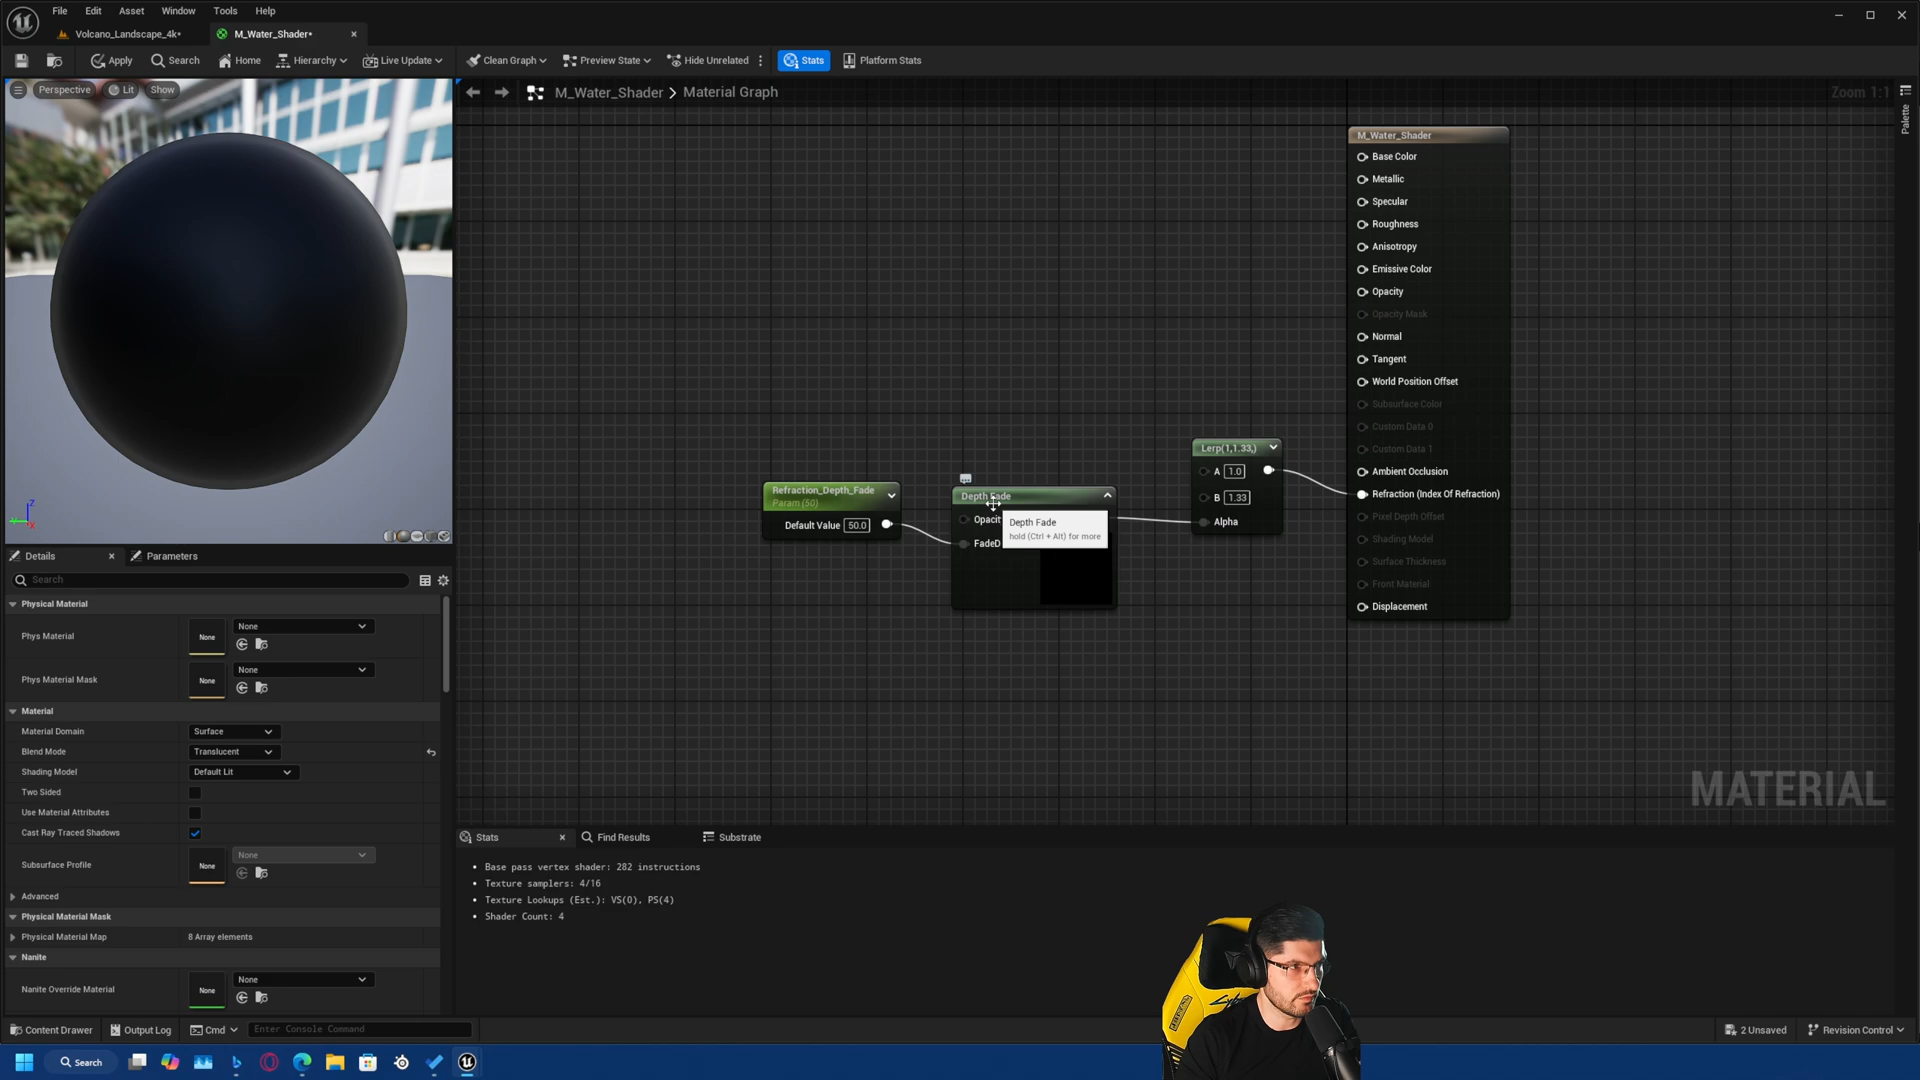 File Edit Asset Window Tools Help
Volcano_Landscape_4k* M_Water_Shader*
Apply Search Home Hierarchy Live Update Clean Graph Preview State Hide Unrelated Stats Platform Stats
Perspective Lit Show
M_Water_Shader > Material Graph
Zoom 1:1
Palette
M_Water_Shader
Base Color
Metallic
Specular
Roughness
Anisotropy
Emissive Color
Opacity
Opacity Mask
Normal
Tangent
World Position Offset
Subsurface Color
Custom Data 0
Custom Data 1
Ambient Occlusion
Refraction (Index Of Refraction)
Pixel Depth Offset
Shading Model
Surface Thickness
Front Material
Displacement
Lerp(1,1.33,)
A 1.0
B 1.33
Alpha
Refraction_Depth_Fade
Param (50)
Default Value 50.0
Depth Fade
Opacit
FadeD
Depth Fade
hold (Ctrl + Alt) for more
MATERIAL
Z
Details Parameters
Search
Physical Material
Phys Material None None
Phys Material Mask None None
Material
Material Domain Surface
Blend Mode Translucent
Shading Model Default Lit
Two Sided
Use Material Attributes
Cast Ray Traced Shadows
Subsurface Profile None None
Advanced
Physical Material Mask
Physical Material Map 8 Array elements
Nanite
Nanite Override Material None None
Stats Find Results Substrate
• Base pass vertex shader: 282 instructions
• Texture samplers: 4/16
• Texture Lookups (Est.): VS(0), PS(4)
• Shader Count: 4
Content Drawer Output Log Cmd Enter Console Command 2 Unsaved Revision Control
Search